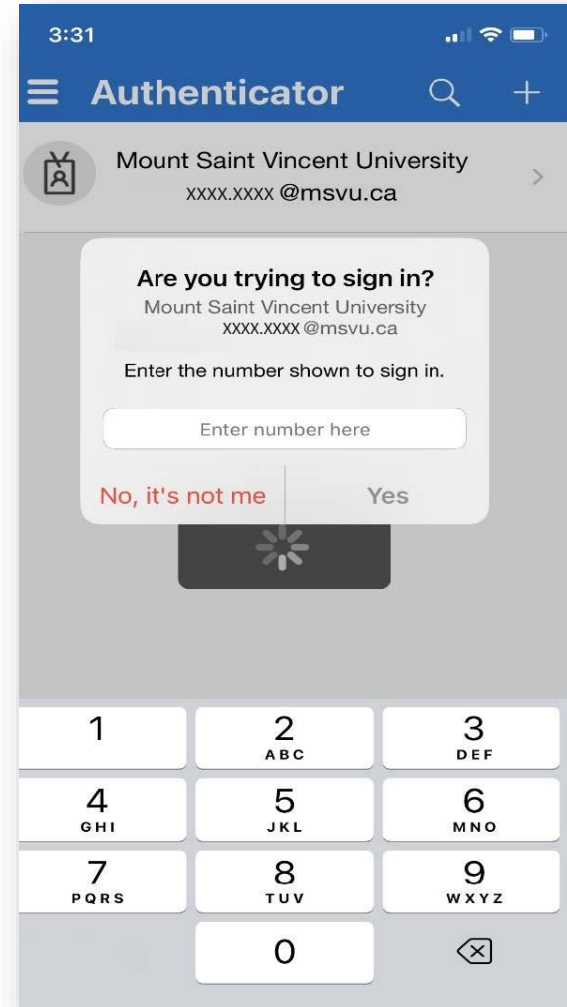 3:31
Authenticator
Mount Saint Vincent University
xxxx.xxxx @msvu.ca
Are you trying to sign in?
Mount Saint Vincent University
xxxx.xxxx @msvu.ca
Enter the number shown to sign in.
Enter number here
No, it's not me
Yes
1
2
3
ABC
DEF
4
5
6
GHI
JKL
MNO
7
8
9
PQRS
TUV
WXYZ
0